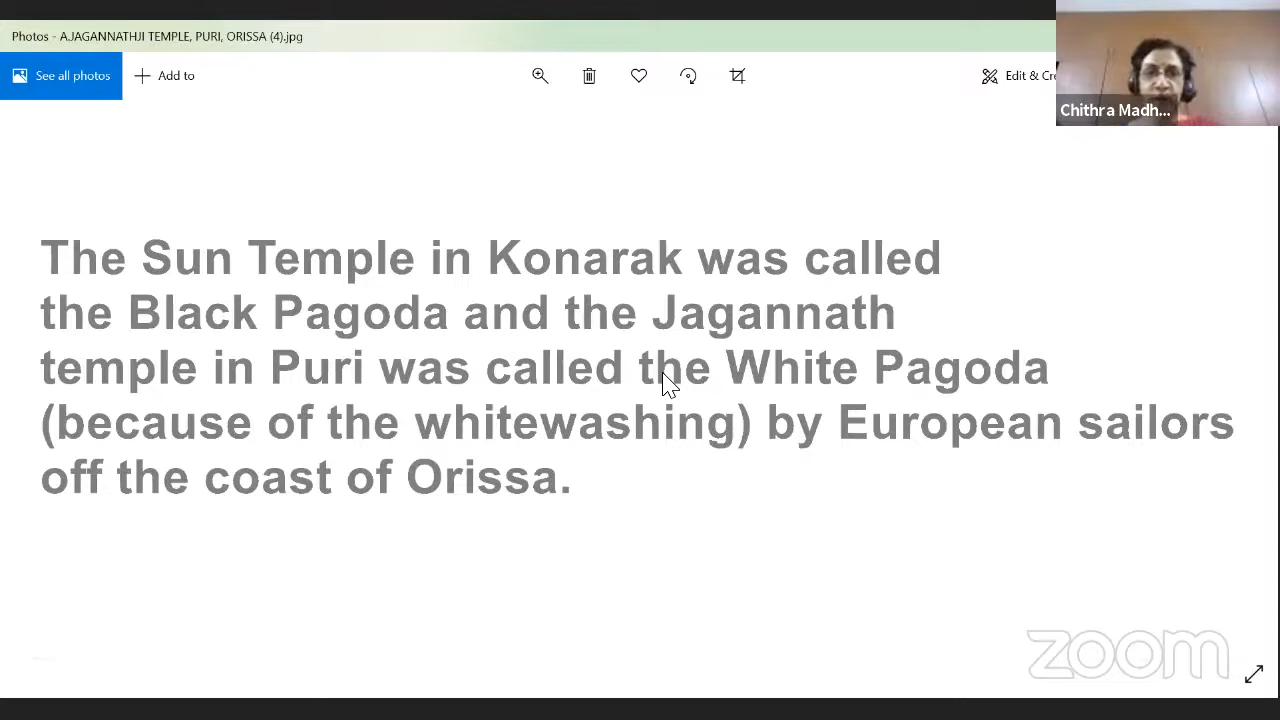 Photos - A.JAGANNATHJI TEMPLE, PURI, ORISSA (4).jpg
See all photos
Add to
Edit & Cre
Chithra Madh...
The Sun Temple in Konarak was called
the Black Pagoda and the Jagannath
temple in Puri was called the White Pagoda
(because of the whitewashing) by European sailors
off the coast of Orissa.
zoom